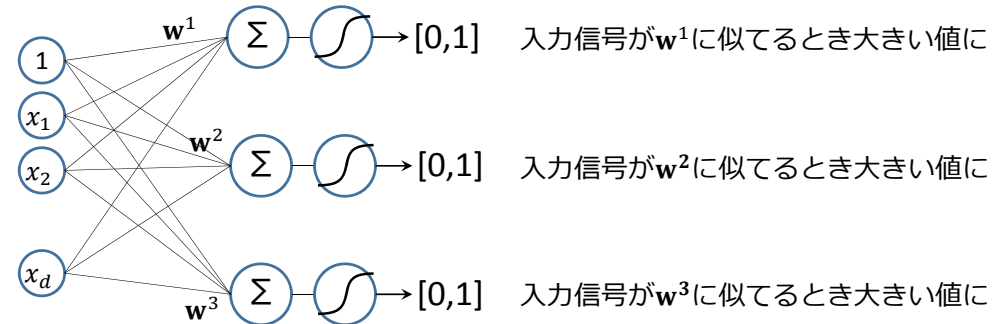 w¹ Σ [0,1] 入力信号がw¹に似てるとき大きい値に
1
x₁
w² Σ [0,1] 入力信号がw²に似てるとき大きい値に
x₂
x_d
w³ Σ [0,1] 入力信号がw³に似てるとき大きい値に